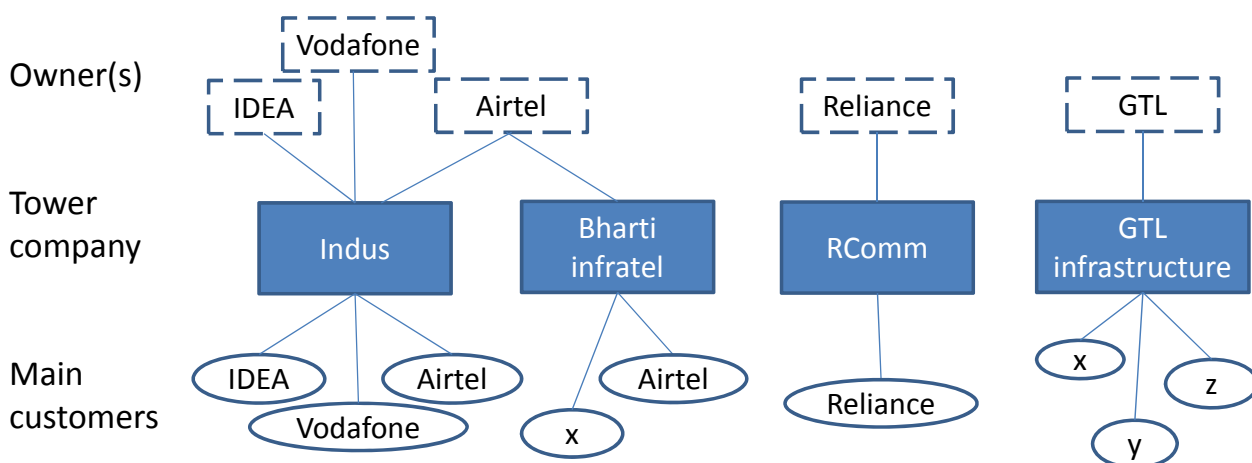 Owner(s)
Vodafone
IDEA
Airtel
Reliance
GTL
Tower
company
Indus
Bharti
infratel
RComm
GTL
infrastructure
Main
customers
IDEA
Vodafone
Airtel
x
Airtel
Reliance
x
y
z